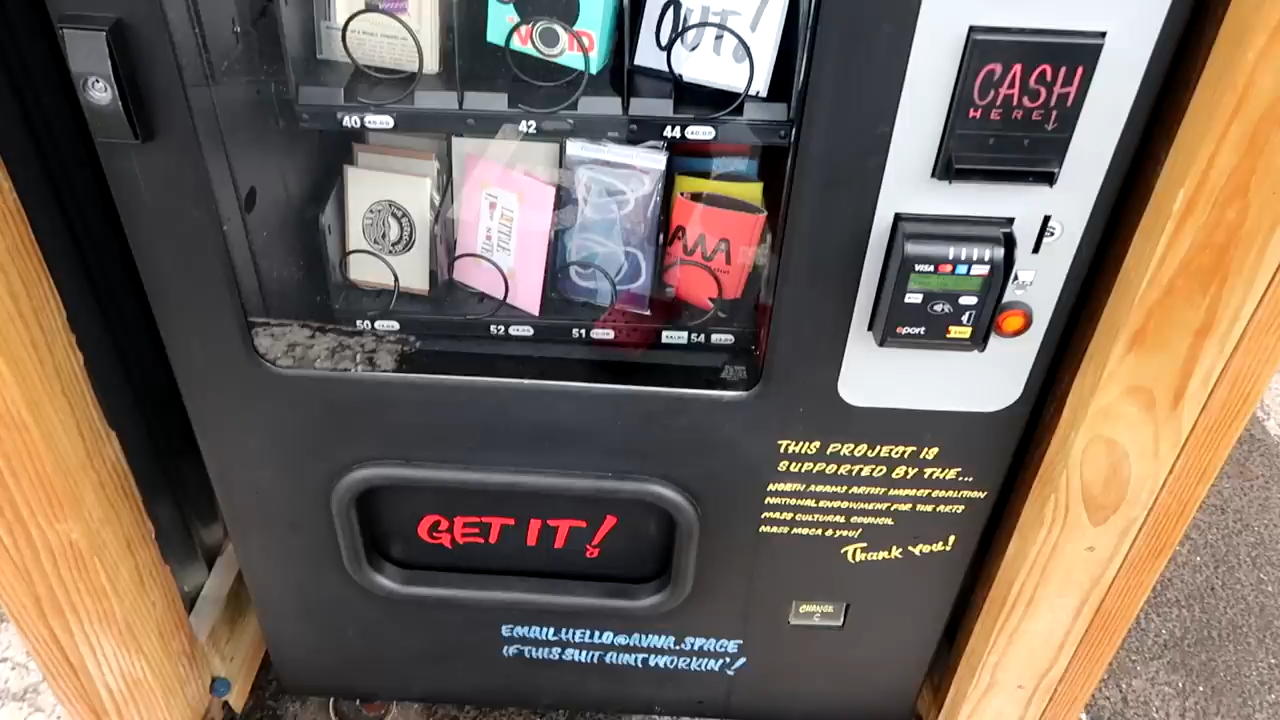 VOID
OUT!
40
42
44
CASH
HERE↓
$
VISA
eport
LITTLE
50
52
51
54
THIS PROJECT IS
SUPPORTED BY THE...
NORTH ADAMS ARTIST IMPACT COALITION
NATIONAL ENDOWMENT FOR THE ARTS
MASS CULTURAL COUNCIL
MASS MOCA & YOU!
Thank you!
GET IT!
CHANGE
EMAIL HELLO@AVNA.SPACE
IF THIS SHIT AINT WORKIN'!